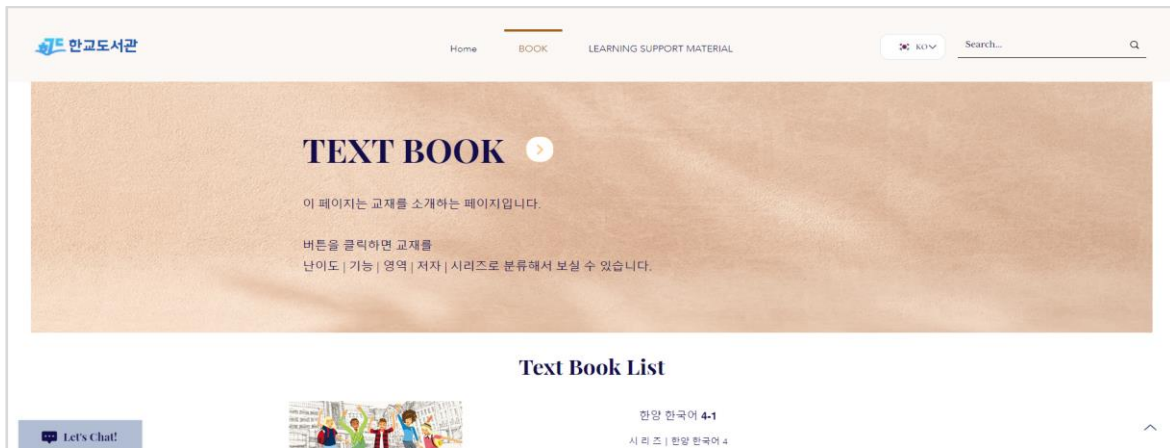 한교도서관
Home BOOK LEARNING SUPPORT MATERIAL KO Search...
TEXT BOOK
이 페이지는 교재를 소개하는 페이지입니다.
버튼을 클릭하면 교재를
난이도 | 기능 | 영역 | 저자 | 시리즈로 분류해서 보실 수 있습니다.
Text Book List
한양 한국어 4-1
시 리 즈 | 한양 한국어 4
Let's Chat!